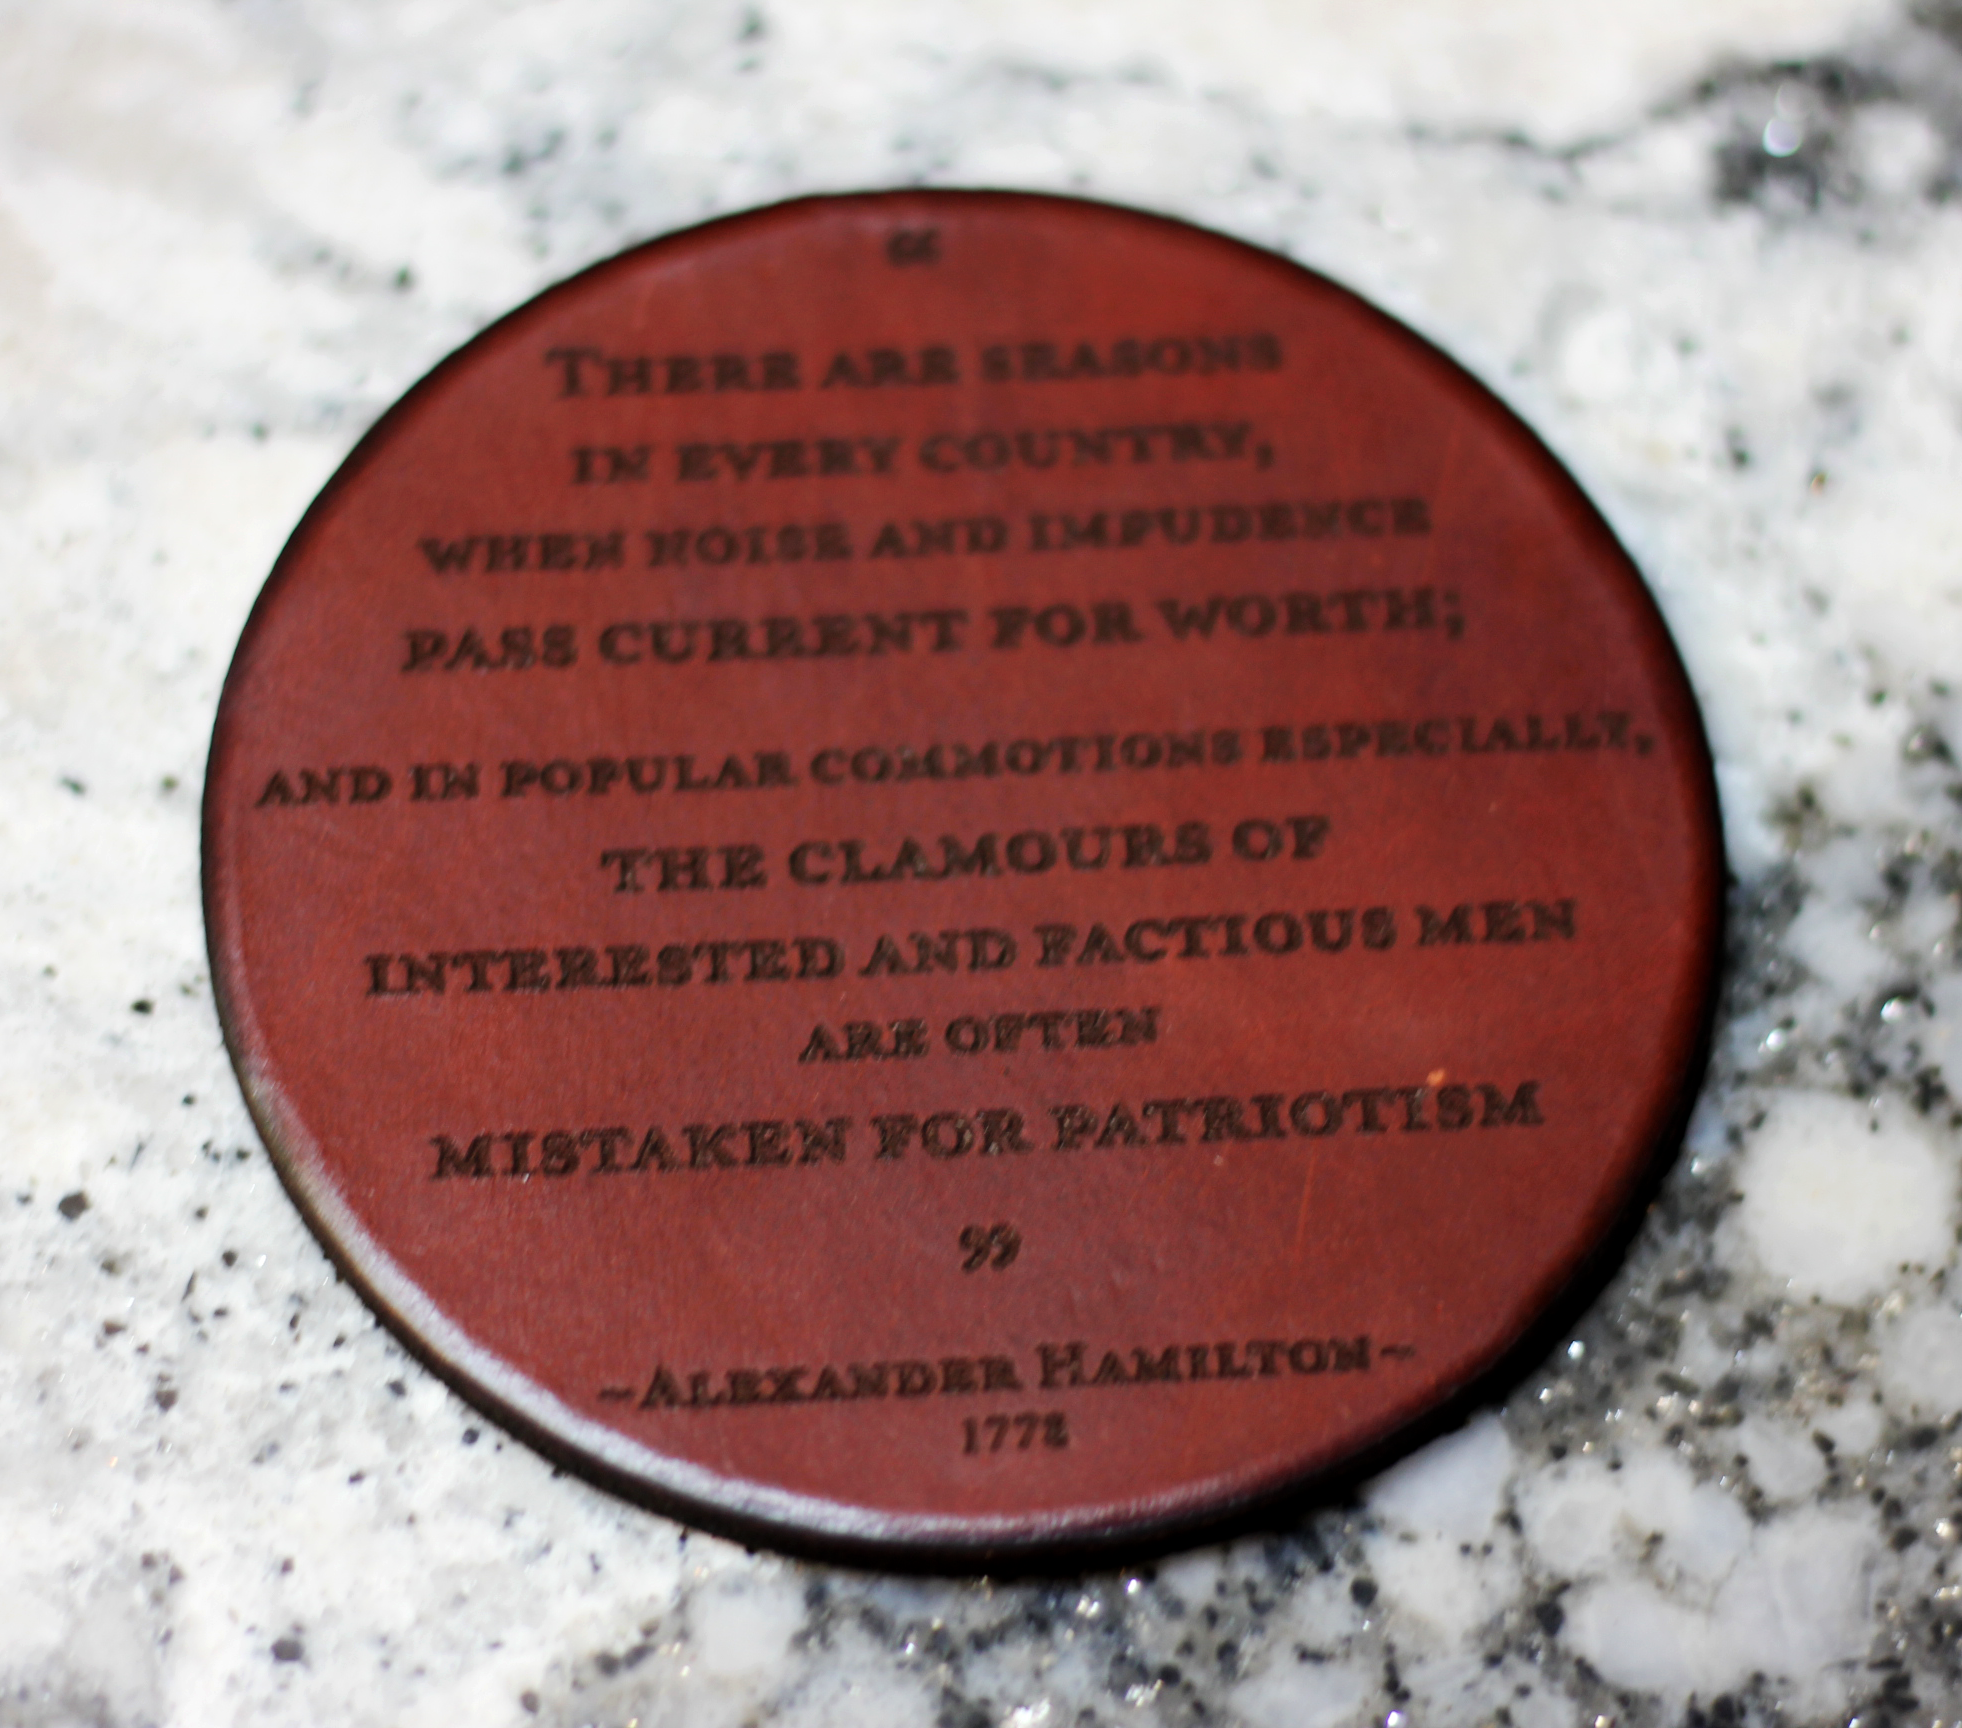 “
There are seasons
in every country,
when noise and impudence
pass current for worth;
and in popular commotions especially,
the clamours of
interested and factious men
are often
mistaken for patriotism
”
~Alexander Hamilton~
1778